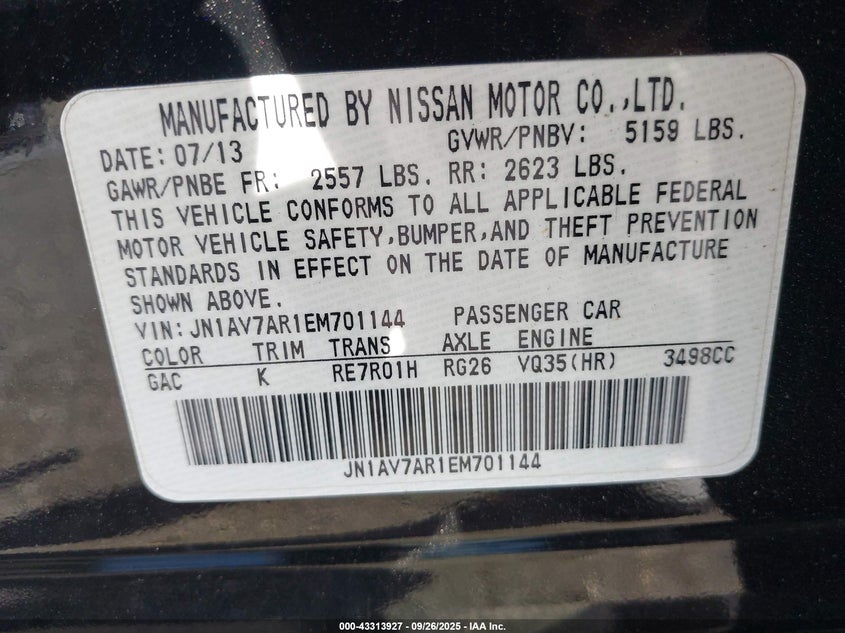 MANUFACTURED BY NISSAN MOTOR CO.,LTD.
DATE: 07/13 GVWR/PNBV: 5159 LBS.
GAWR/PNBE FR: 2557 LBS. RR: 2623 LBS.
THIS VEHICLE CONFORMS TO ALL APPLICABLE FEDERAL
MOTOR VEHICLE SAFETY,BUMPER,AND THEFT PREVENTION
STANDARDS IN EFFECT ON THE DATE OF MANUFACTURE
SHOWN ABOVE.
VIN: JN1AV7AR1EM701144 PASSENGER CAR
COLOR TRIM TRANS AXLE ENGINE
GAC K RE7R01H RG26 VQ35(HR) 3498CC
JN1AV7AR1EM701144
000-43313927 - 09/26/2025 - IAA Inc.